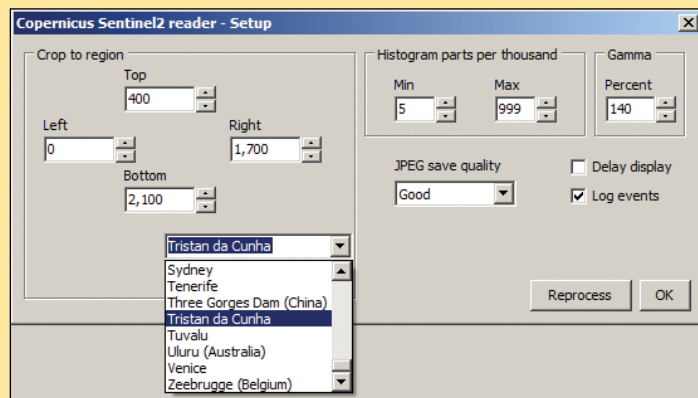 Copernicus Sentinel2 reader - Setup
Crop to region
Top
400
Left
0
Right
1,700
Bottom
2,100
Tristan da Cunha
Sydney
Tenerife
Three Gorges Dam (China)
Tristan da Cunha
Tuvalu
Uluru (Australia)
Venice
Zeebrugge (Belgium)
Histogram parts per thousand
Min
5
Max
999
Gamma
Percent
140
JPEG save quality
Good
Delay display
Log events
Reprocess
OK